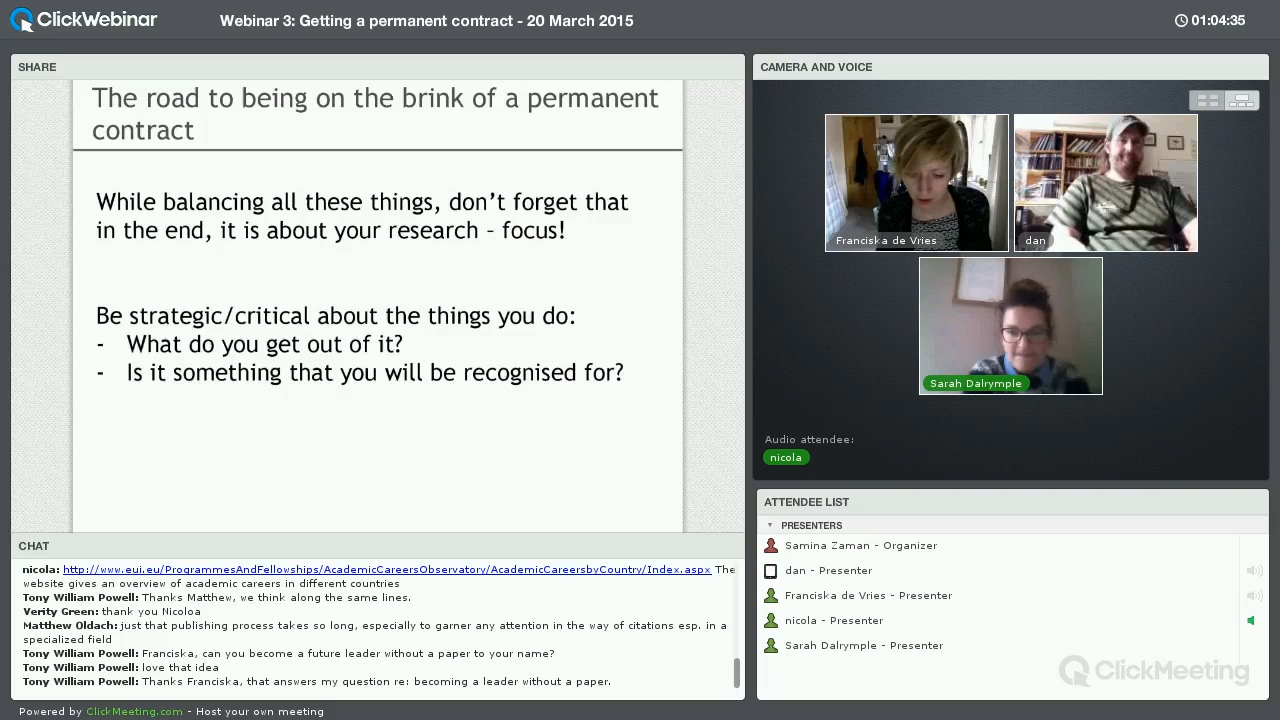 ClickWebinar
Webinar 3: Getting a permanent contract - 20 March 2015
01:04:35
SHARE
The road to being on the brink of a permanent
contract
While balancing all these things, don't forget that
in the end, it is about your research – focus!
Be strategic/critical about the things you do:
- What do you get out of it?
- Is it something that you will be recognised for?
CHAT
nicola: http://www.eui.eu/ProgrammesAndFellowships/AcademicCareersObservatory/AcademicCareersbyCountry/Index.aspx The
website gives an overview of academic careers in different countries
Tony William Powell: Thanks Matthew, we think along the same lines.
Verity Green: thank you Nicoloa
Matthew Oldach: just that publishing process takes so long, especially to garner any attention in the way of citations esp. in a
specialized field
Tony William Powell: Franciska, can you become a future leader without a paper to your name?
Tony William Powell: love that idea
Tony William Powell: Thanks Franciska, that answers my question re: becoming a leader without a paper.
CAMERA AND VOICE
Franciska de Vries
dan
Sarah Dalrymple
Audio attendee:
nicola
ATTENDEE LIST
PRESENTERS
Samina Zaman - Organizer
dan - Presenter
Franciska de Vries - Presenter
nicola - Presenter
Sarah Dalrymple - Presenter
ClickMeeting
Powered by ClickMeeting.com - Host your own meeting